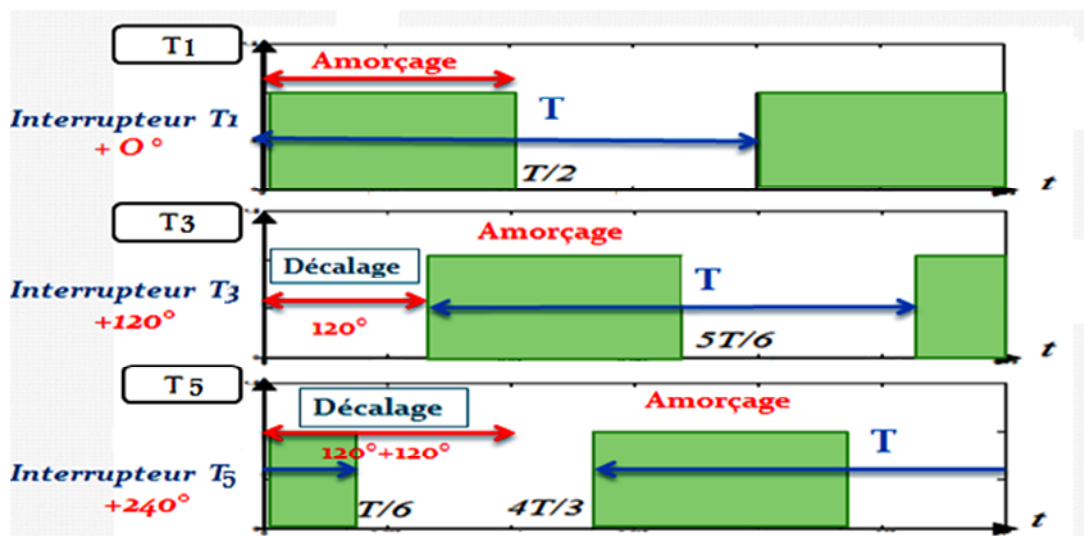 T1
Amorçage
Interrupteur T1
+ 0 °
T
T/2
t
T3
Amorçage
Décalage
Interrupteur T3
+120°
120°
T
5T/6
t
T 5
Décalage
Amorçage
120°+120°
T
Interrupteur T5
+240°
T/6
4T/3
t